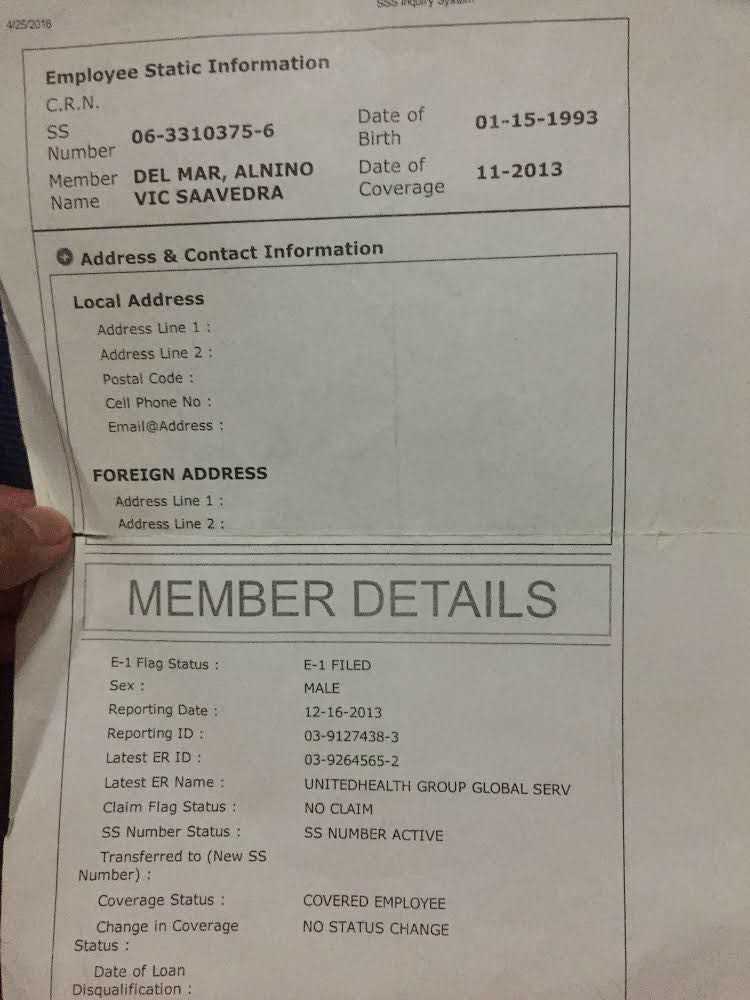 4/25/2016
SSS Inquiry System
Employee Static Information
C.R.N.
SS Number 06-3310375-6 Date of Birth 01-15-1993
Member Name DEL MAR, ALNINO VIC SAAVEDRA Date of Coverage 11-2013
Address & Contact Information
Local Address
Address Line 1 :
Address Line 2 :
Postal Code :
Cell Phone No :
Email@Address :
FOREIGN ADDRESS
Address Line 1 :
Address Line 2 :
MEMBER DETAILS
E-1 Flag Status : E-1 FILED
Sex : MALE
Reporting Date : 12-16-2013
Reporting ID : 03-9127438-3
Latest ER ID : 03-9264565-2
Latest ER Name : UNITEDHEALTH GROUP GLOBAL SERV
Claim Flag Status : NO CLAIM
SS Number Status : SS NUMBER ACTIVE
Transferred to (New SS
Number) :
Coverage Status : COVERED EMPLOYEE
Change in Coverage NO STATUS CHANGE
Status :
Date of Loan
Disqualification :